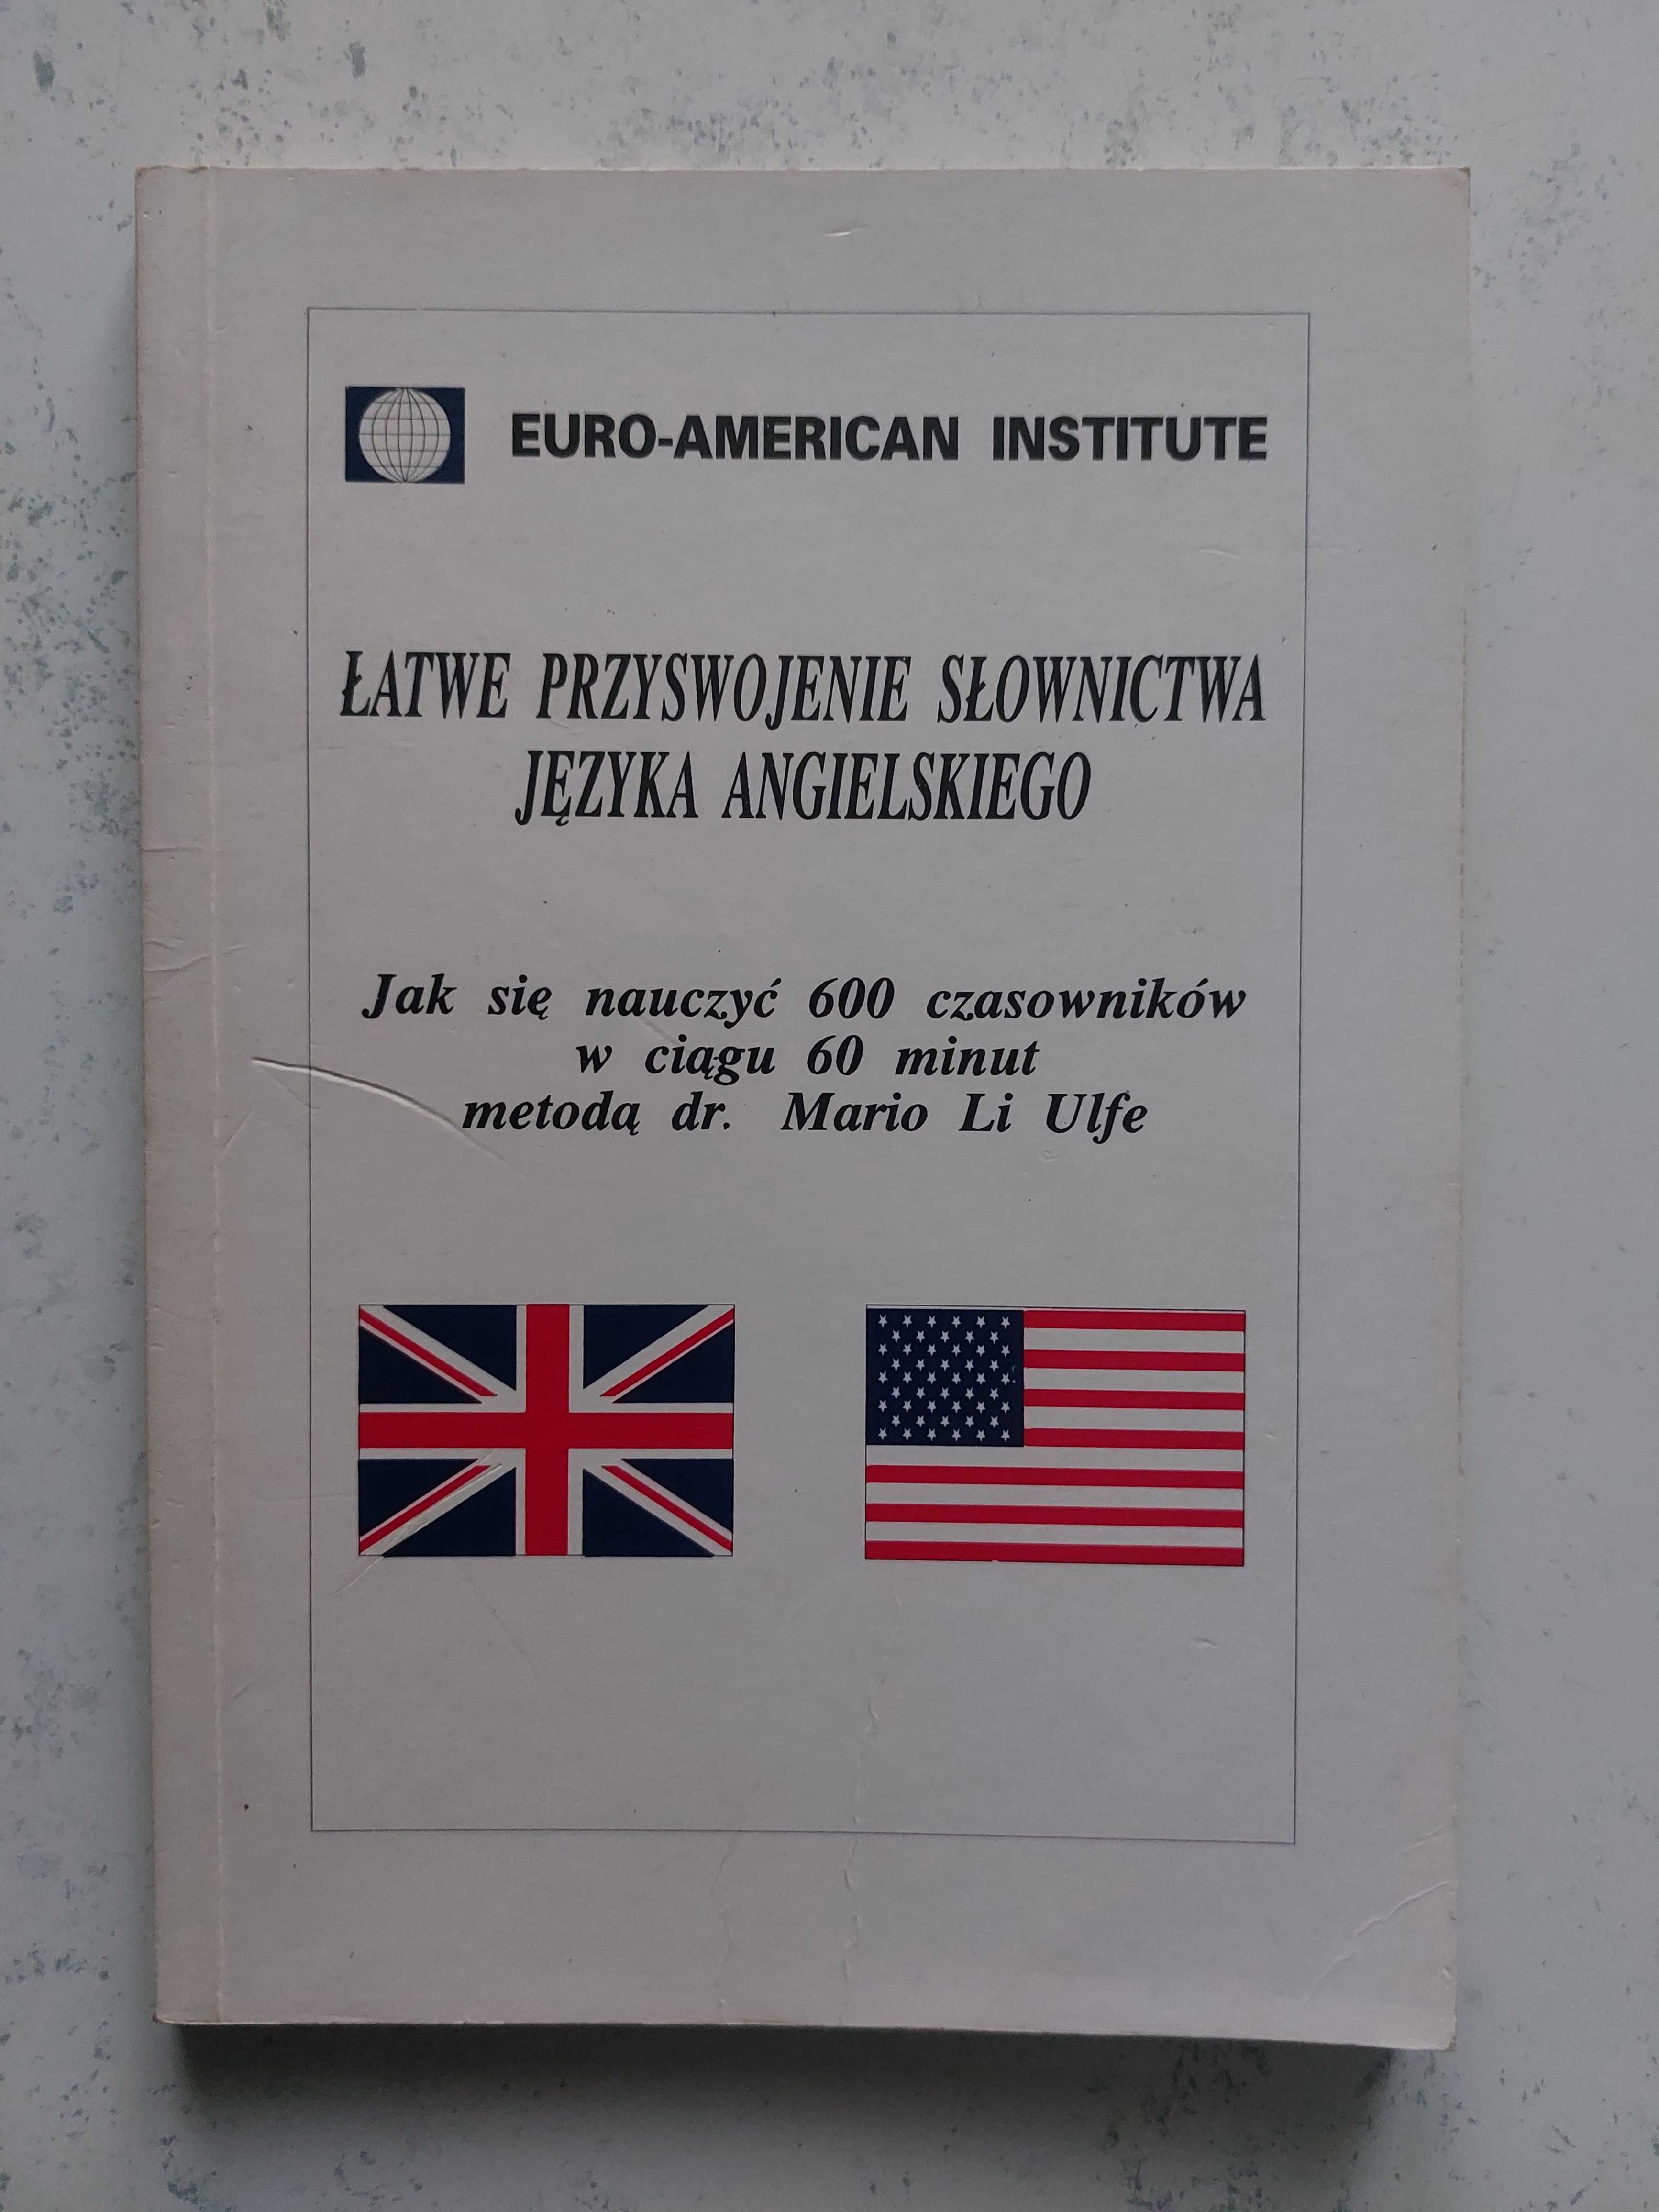 EURO-AMERICAN INSTITUTE
ŁATWE PRZYSWOJENIE SŁOWNICTWA
JĘZYKA ANGIELSKIEGO
Jak się nauczyć 600 czasowników
w ciągu 60 minut
metodą dr. Mario Li Ulfe